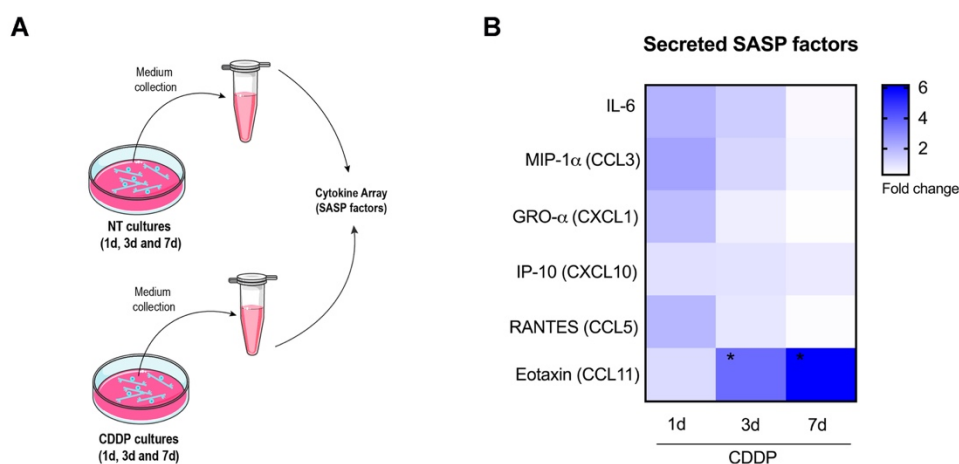 A
Medium
collection
NT cultures
(1d, 3d and 7d)
Cytokine Array
(SASP factors)
Medium
collection
CDDP cultures
(1d, 3d and 7d)
B
Secreted SASP factors
IL-6
MIP-1α (CCL3)
GRO-α (CXCL1)
IP-10 (CXCL10)
RANTES (CCL5)
Eotaxin (CCL11)
* *
1d 3d 7d
CDDP
6
4
2
Fold change